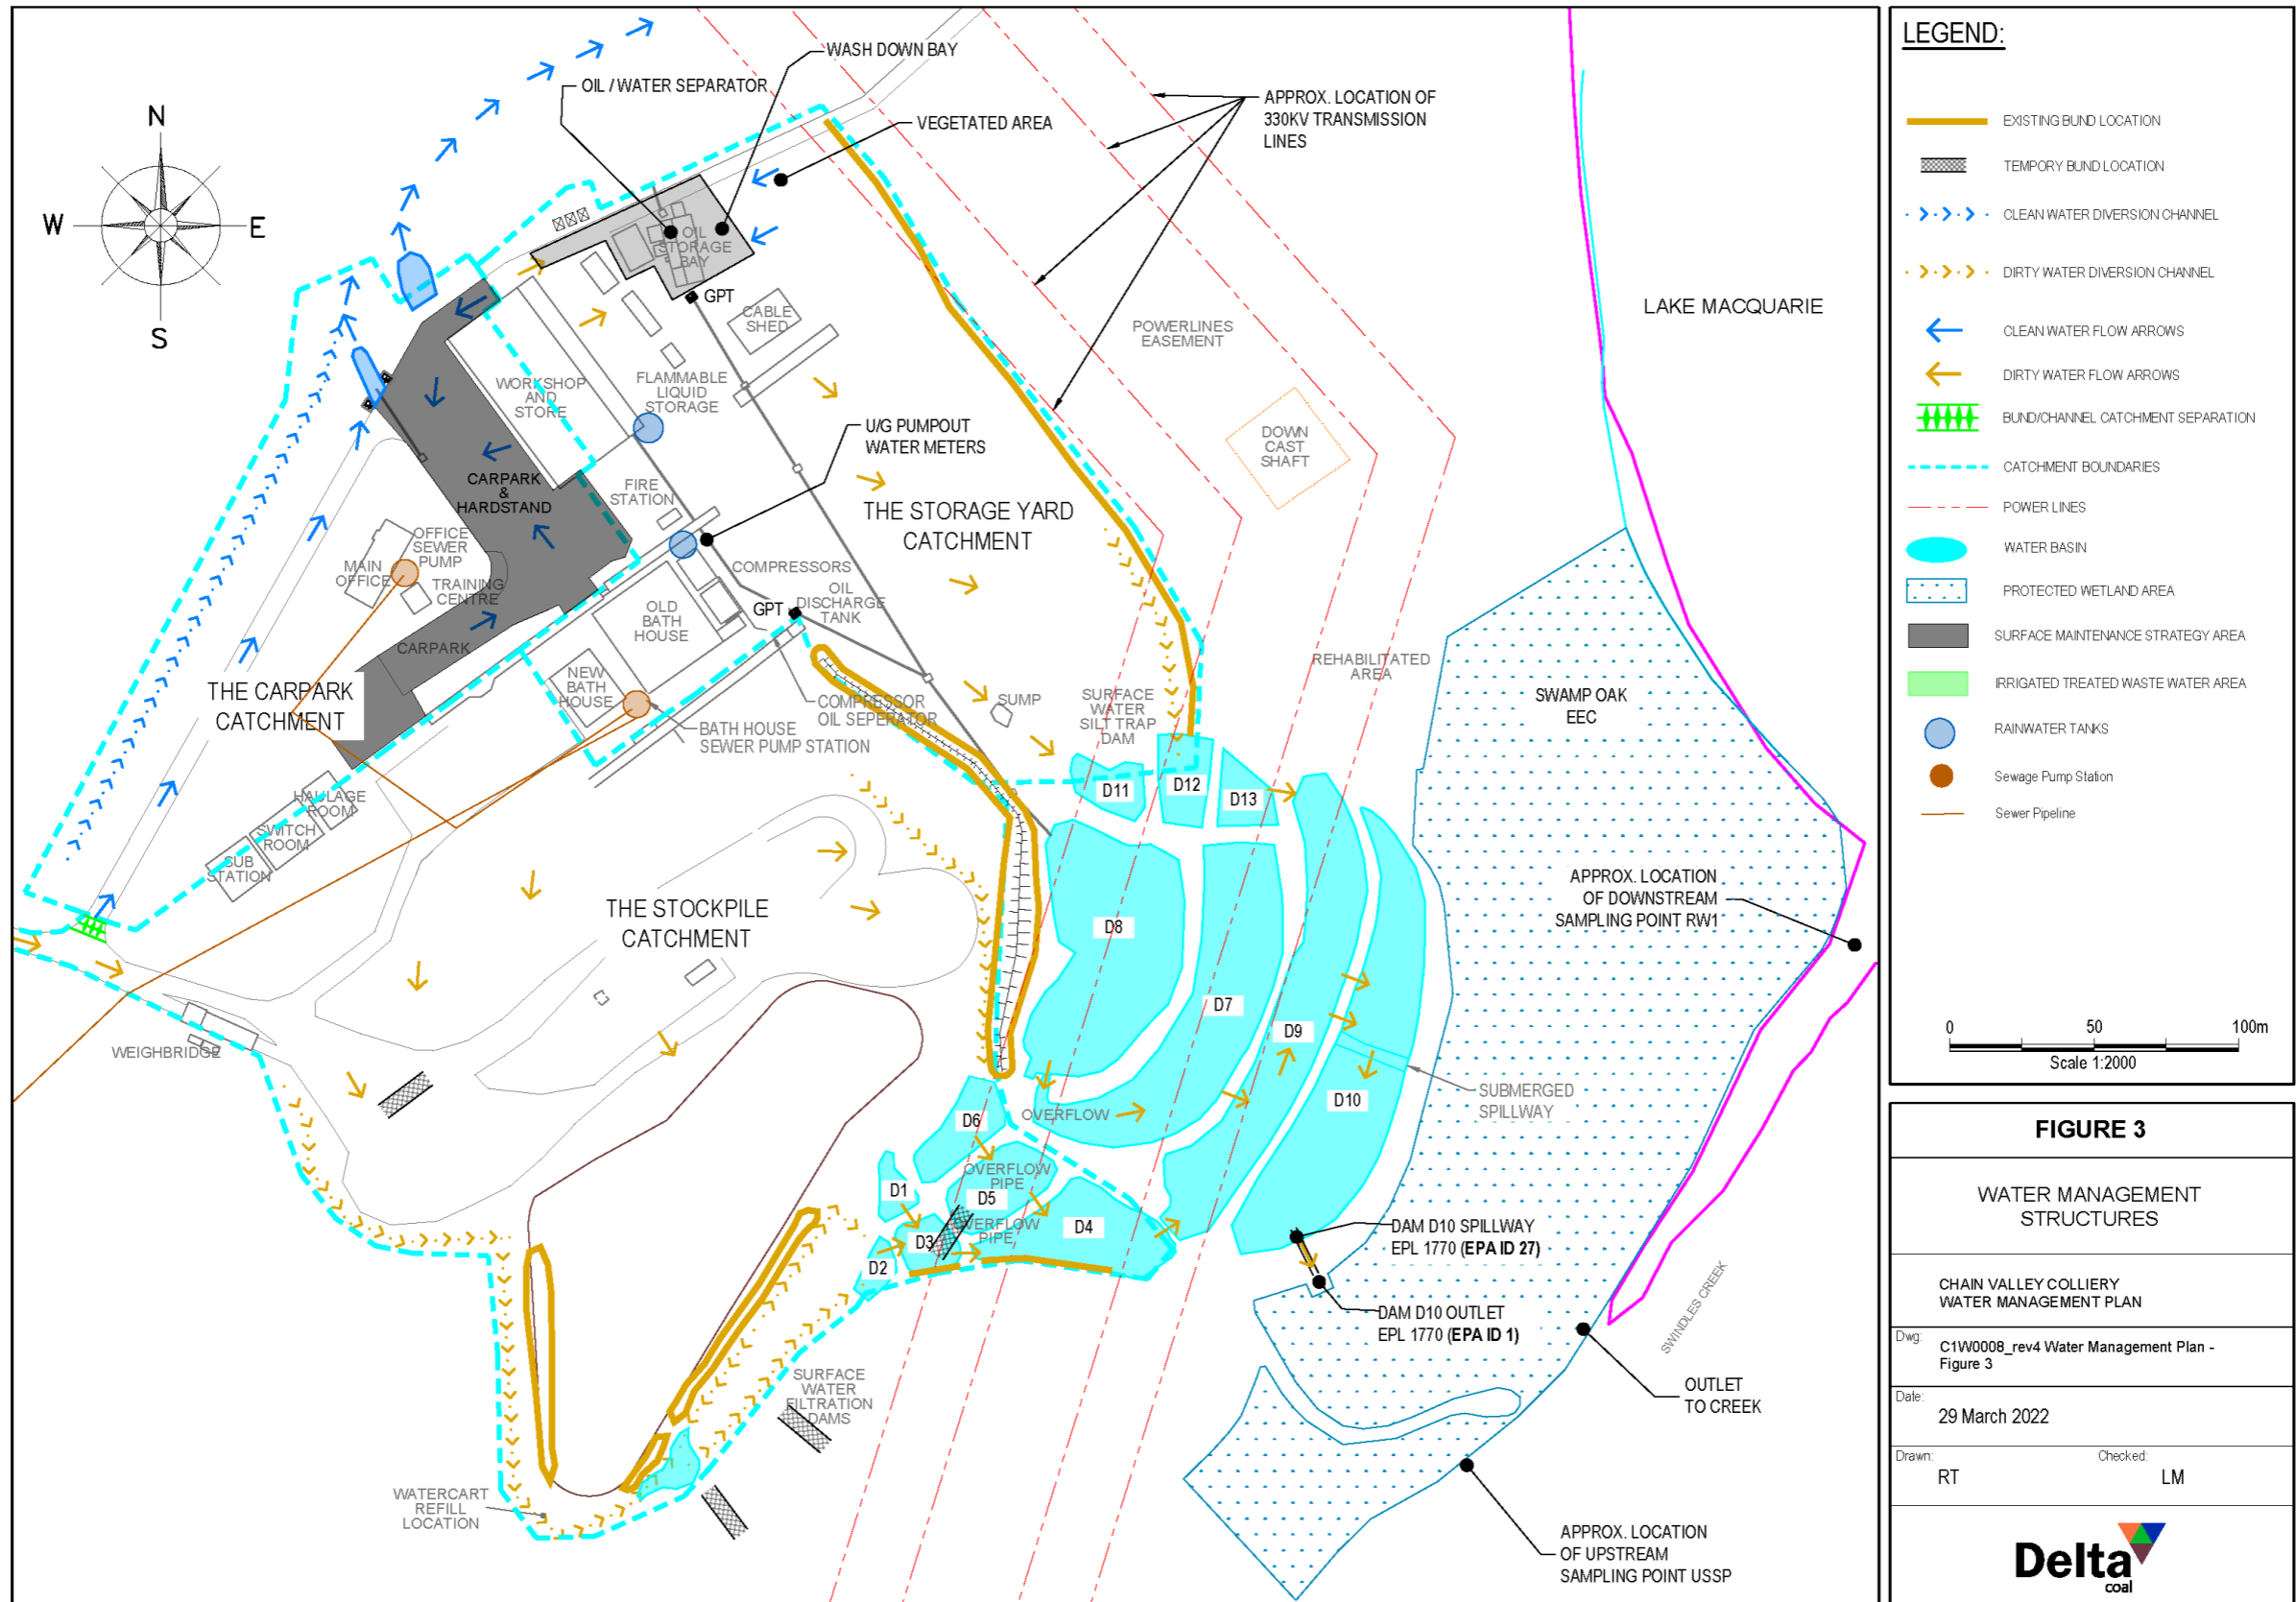 N
W
E
S
WASH DOWN BAY
OIL / WATER SEPARATOR
VEGETATED AREA
APPROX. LOCATION OF
330KV TRANSMISSION
LINES
OIL
STORAGE
BAY
GPT
CABLE
SHED
POWERLINES
EASEMENT
LAKE MACQUARIE
WORKSHOP
AND
STORE
FLAMMABLE
LIQUID
STORAGE
U/G PUMPOUT
WATER METERS
DOWN
CAST
SHAFT
CARPARK
&
HARDSTAND
FIRE
STATION
THE STORAGE YARD
CATCHMENT
OFFICE
SEWER
PUMP
MAIN
OFFICE
TRAINING
CENTRE
COMPRESSORS
OIL
DISCHARGE
TANK
GPT
OLD
BATH
HOUSE
CARPARK
NEW
BATH
HOUSE
THE CARPARK
CATCHMENT
COMPRESSOR
OIL SEPERATOR
BATH HOUSE
SEWER PUMP STATION
SUMP
SURFACE
WATER
SILT TRAP
DAM
REHABILITATED
AREA
SWAMP OAK
EEC
HAULAGE
ROOM
SWITCH
ROOM
SUB
STATION
D11
D12
D13
APPROX. LOCATION
OF DOWNSTREAM
SAMPLING POINT RW1
THE STOCKPILE
CATCHMENT
D8
D7
D9
D10
WEIGHBRIDGE
SUBMERGED
SPILLWAY
OVERFLOW
D6
OVERFLOW
PIPE
D1
D5
OVERFLOW
PIPE
D4
D3
D2
DAM D10 SPILLWAY
EPL 1770 (EPA ID 27)
DAM D10 OUTLET
EPL 1770 (EPA ID 1)
SWINDLES CREEK
OUTLET
TO CREEK
SURFACE
WATER
FILTRATION
DAMS
WATERCART
REFILL
LOCATION
APPROX. LOCATION
OF UPSTREAM
SAMPLING POINT USSP
LEGEND:
EXISTING BUND LOCATION
TEMPORY BUND LOCATION
CLEAN WATER DIVERSION CHANNEL
DIRTY WATER DIVERSION CHANNEL
CLEAN WATER FLOW ARROWS
DIRTY WATER FLOW ARROWS
BUND/CHANNEL CATCHMENT SEPARATION
CATCHMENT BOUNDARIES
POWER LINES
WATER BASIN
PROTECTED WETLAND AREA
SURFACE MAINTENANCE STRATEGY AREA
IRRIGATED TREATED WASTE WATER AREA
RAINWATER TANKS
Sewage Pump Station
Sewer Pipeline
0 50 100m
Scale 1:2000
FIGURE 3
WATER MANAGEMENT
STRUCTURES
CHAIN VALLEY COLLIERY
WATER MANAGEMENT PLAN
Dwg: C1W0008_rev4 Water Management Plan -
Figure 3
Date:
29 March 2022
Drawn: Checked:
RT LM
Delta
coal